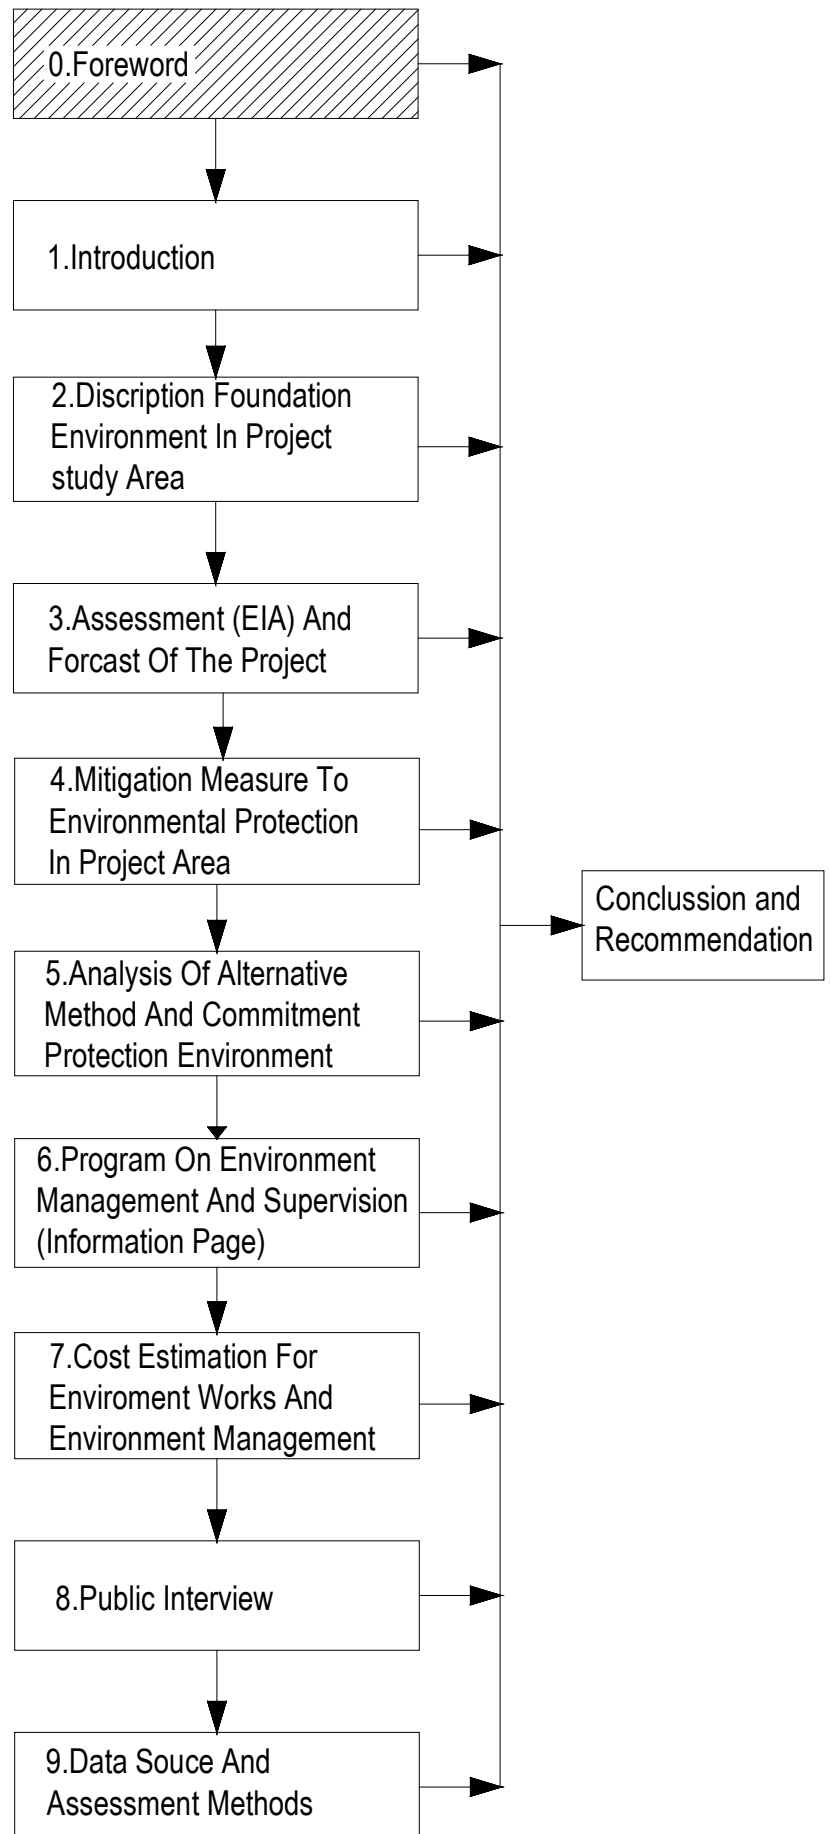 0.Foreword
1.Introduction
2.Discription Foundation
Environment In Project
study Area
3.Assessment (EIA) And
Forcast Of The Project
4.Mitigation Measure To
Environmental Protection
In Project Area
Conclussion and
Recommendation
5.Analysis Of Alternative
Method And Commitment
Protection Environment
6.Program On Environment
Management And Supervision
(Information Page)
7.Cost Estimation For
Enviroment Works And
Environment Management
8.Public Interview
9.Data Souce And
Assessment Methods